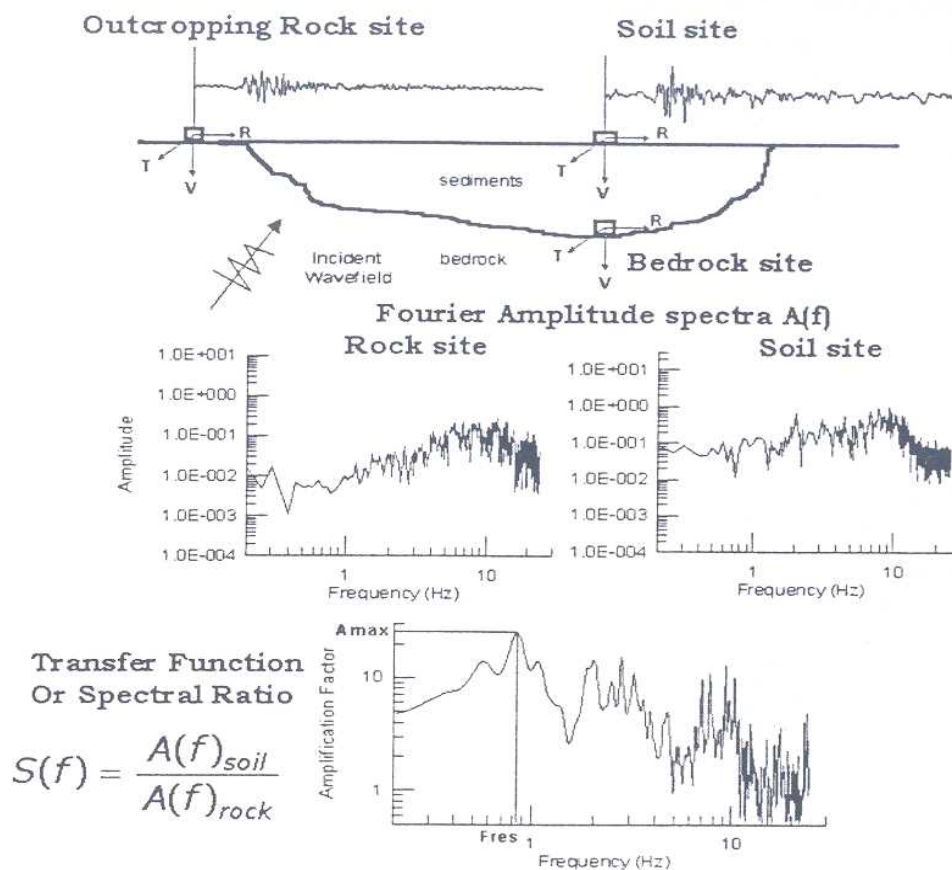 Outcropping Rock site
Soil site
R
R
T
T
V
V
sediments
R
T
Incident
Wavefield
bedrock
Bedrock site
V
Fourier Amplitude spectra A(f)
Rock site
Soil site
1.0E+001
1.0E+000
1.0E-001
1.0E-002
1.0E-003
1.0E-004
Amplitude
1
10
Frequency (Hz)
1.0E+001
1.0E+000
1.0E-001
1.0E-002
1.0E-003
1.0E-004
1
10
Frequency (Hz)
Transfer Function
Or Spectral Ratio
S(f) = A(f)soil / A(f)rock
Amax
10
1
Amplification Factor
Fres
1
10
Frequency (Hz)